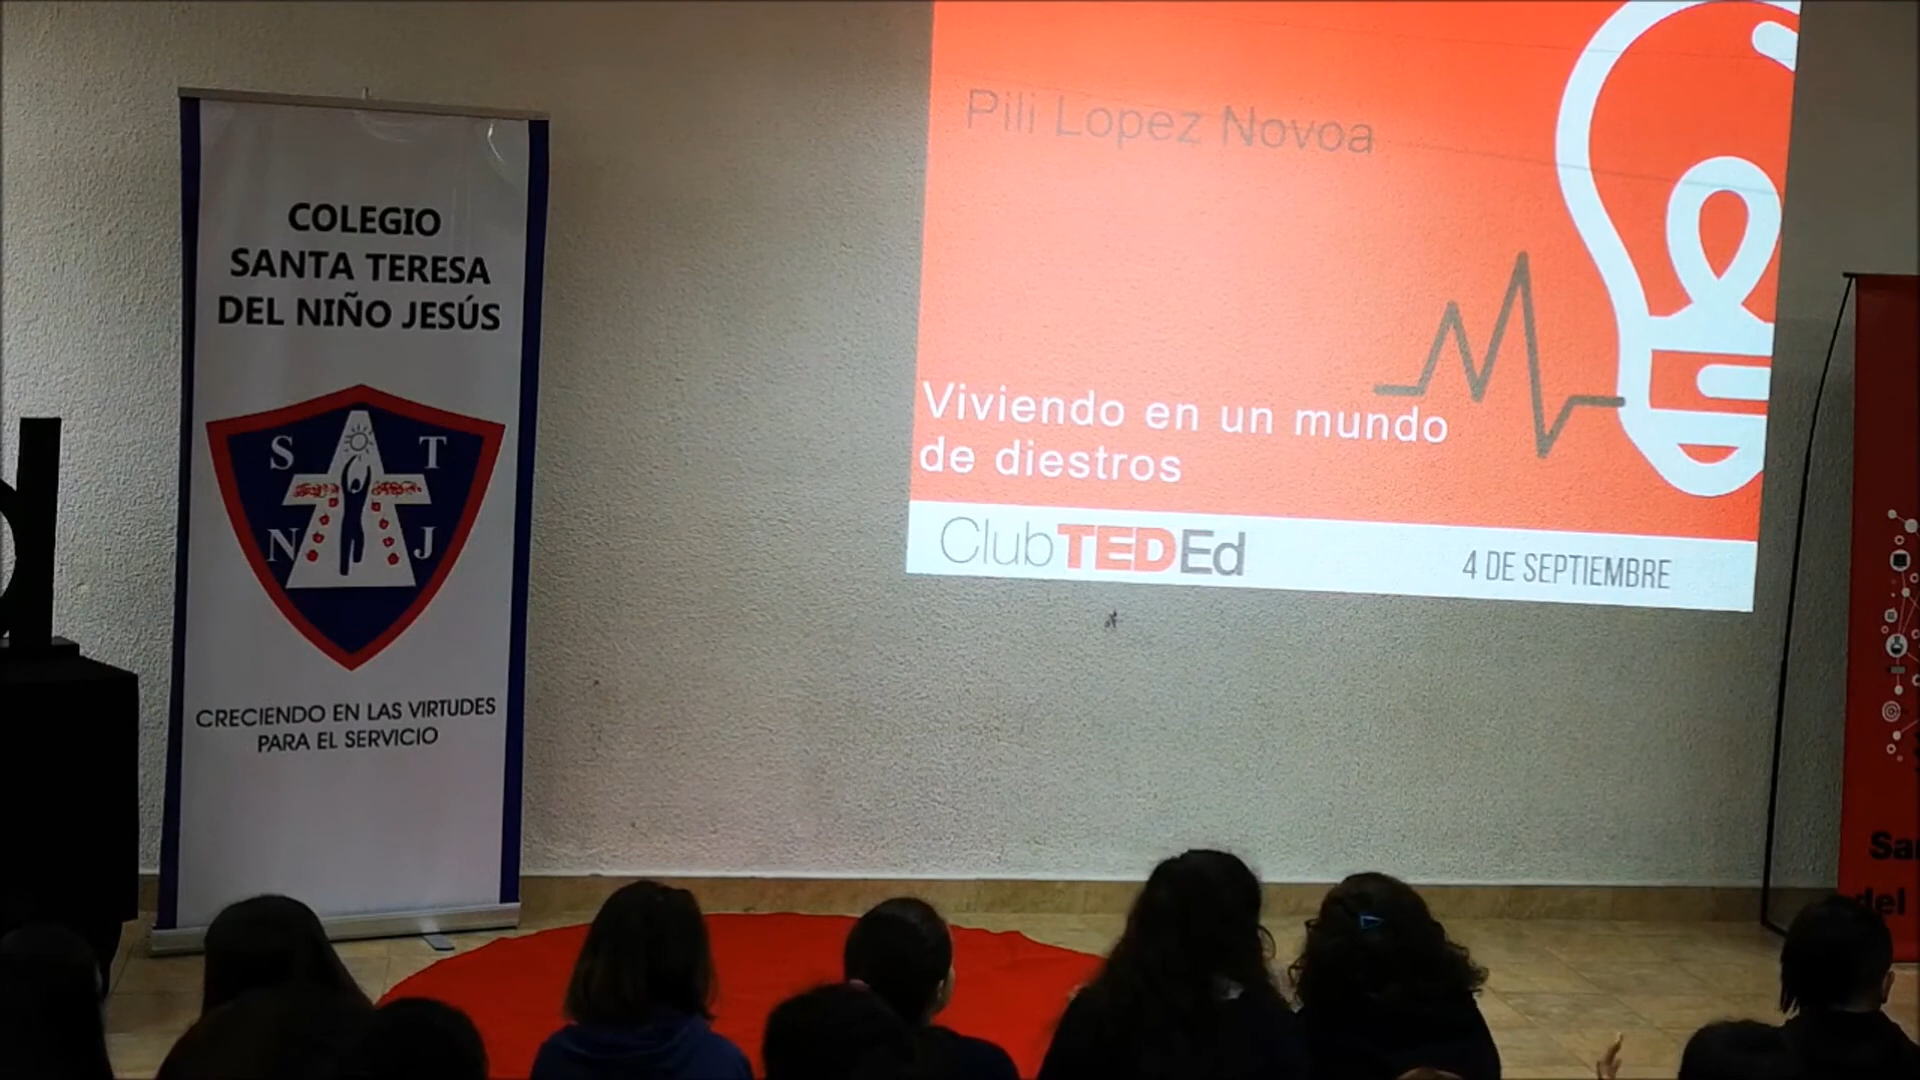 COLEGIO
SANTA TERESA
DEL NIÑO JESÚS
S T
N J
CRECIENDO EN LAS VIRTUDES
PARA EL SERVICIO
Pili Lopez Novoa
Viviendo en un mundo
de diestros
ClubTEDEd
4 DE SEPTIEMBRE
del